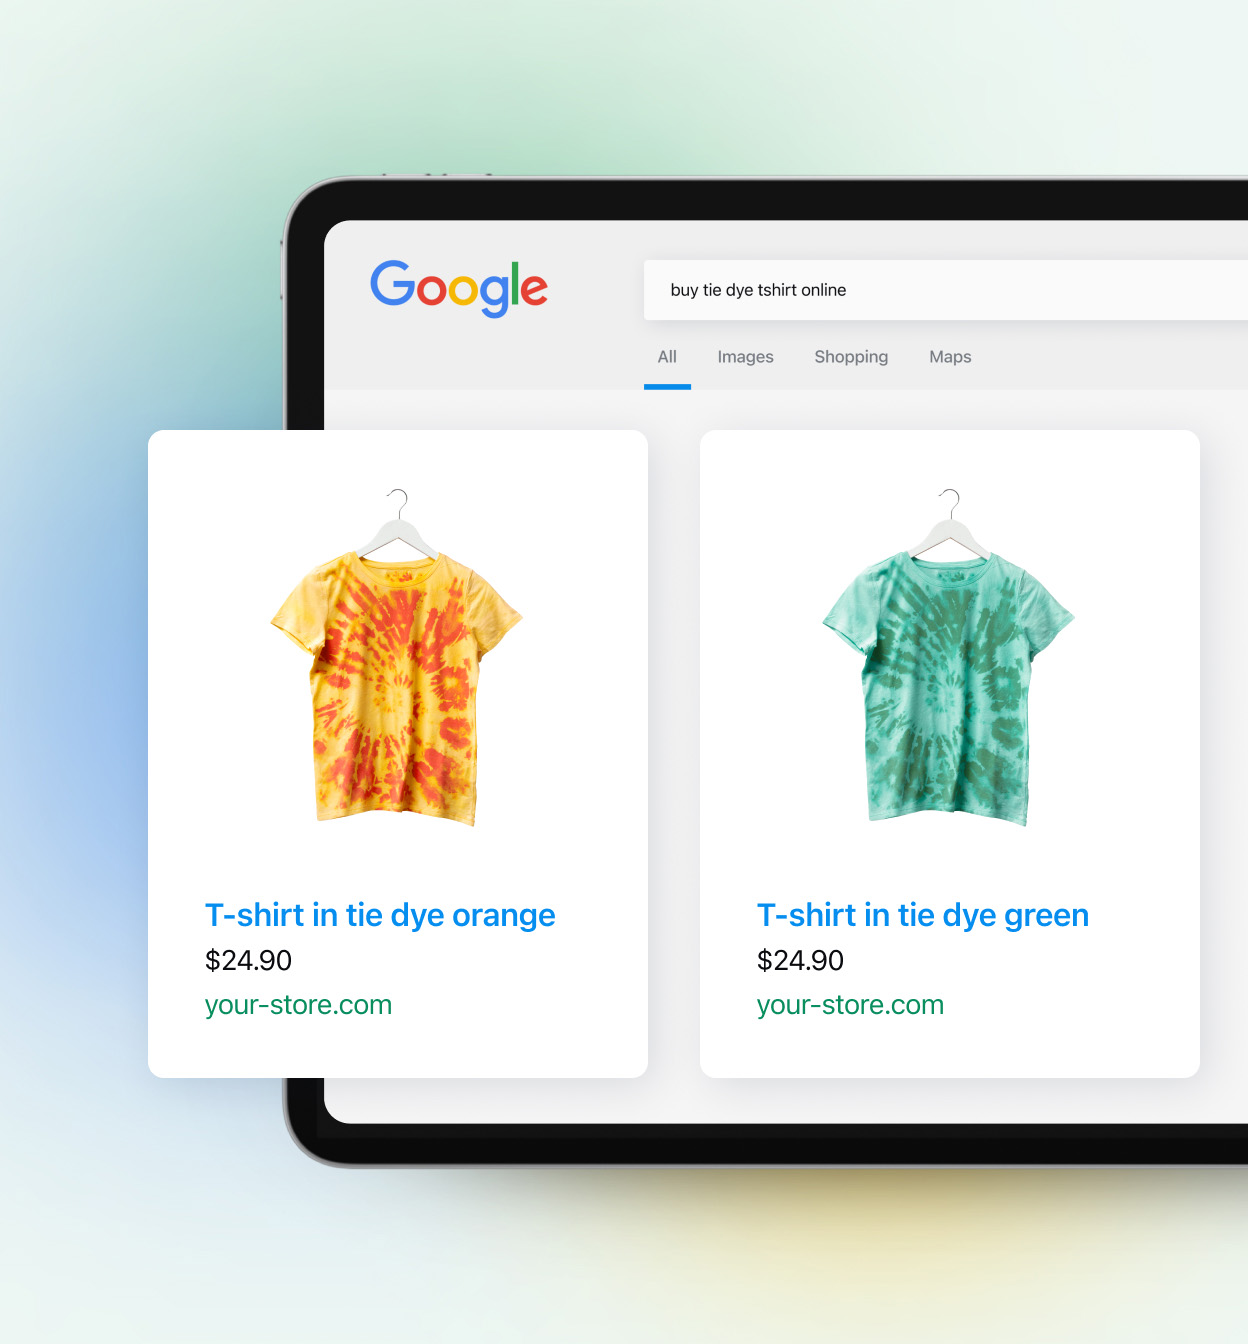 Google
buy tie dye tshirt online
All Images Shopping Maps
T-shirt in tie dye orange
$24.90
your-store.com
T-shirt in tie dye green
$24.90
your-store.com